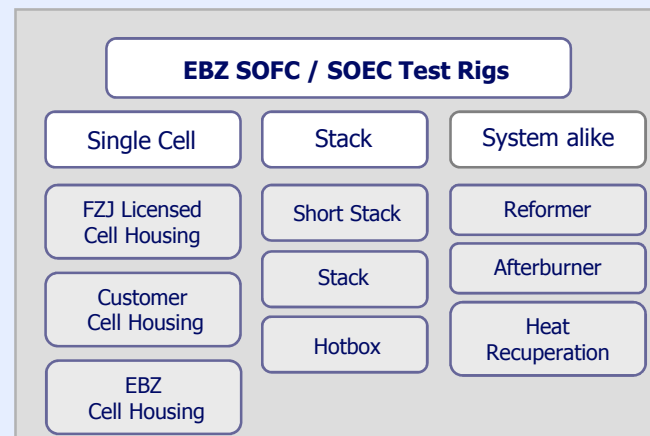 EBZ SOFC / SOEC Test Rigs
Single Cell
FZJ Licensed
Cell Housing
Customer
Cell Housing
EBZ
Cell Housing
Stack
Short Stack
Stack
Hotbox
System alike
Reformer
Afterburner
Heat
Recuperation